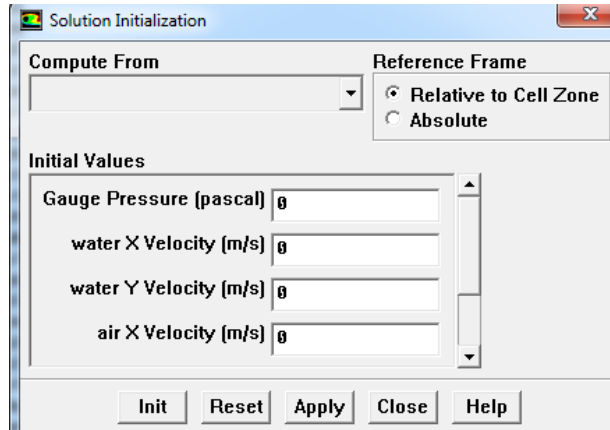 Solution Initialization
Compute From
Reference Frame
Relative to Cell Zone
Absolute
Initial Values
Gauge Pressure (pascal) 0
water X Velocity (m/s) 0
water Y Velocity (m/s) 0
air X Velocity (m/s) 0
Init Reset Apply Close Help